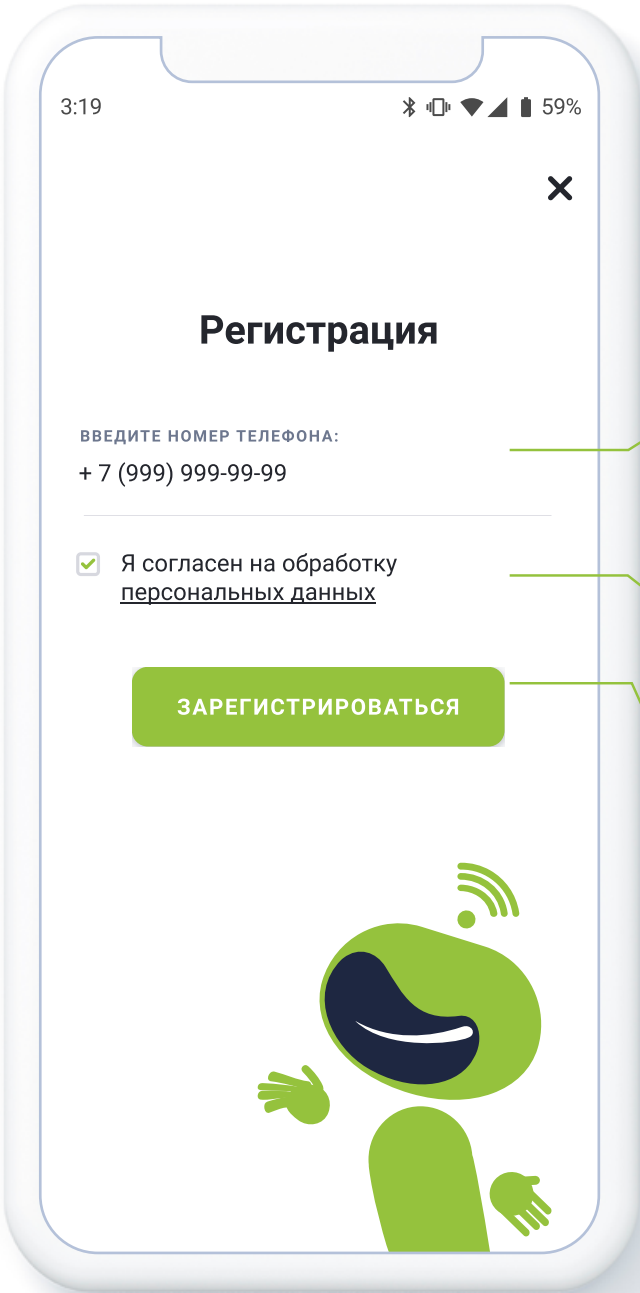 3:19 59%
Регистрация
ВВЕДИТЕ НОМЕР ТЕЛЕФОНА:
+ 7 (999) 999-99-99
Я согласен на обработку
персональных данных
ЗАРЕГИСТРИРОВАТЬСЯ